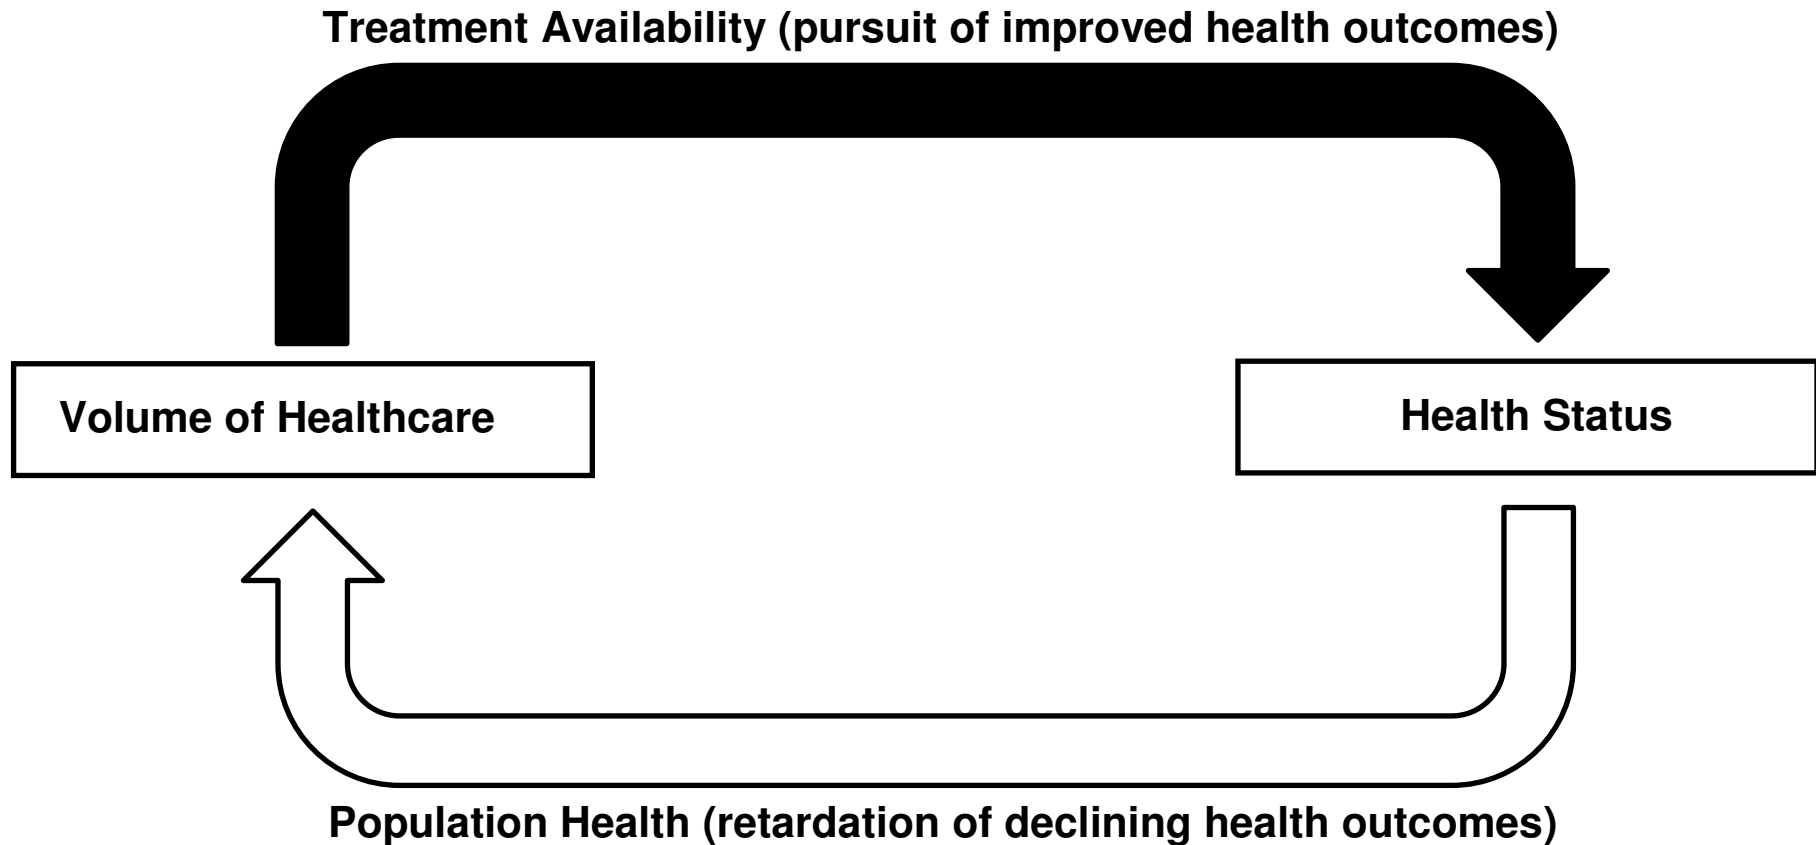 Treatment Availability (pursuit of improved health outcomes)
Volume of Healthcare
Health Status
Population Health (retardation of declining health outcomes)